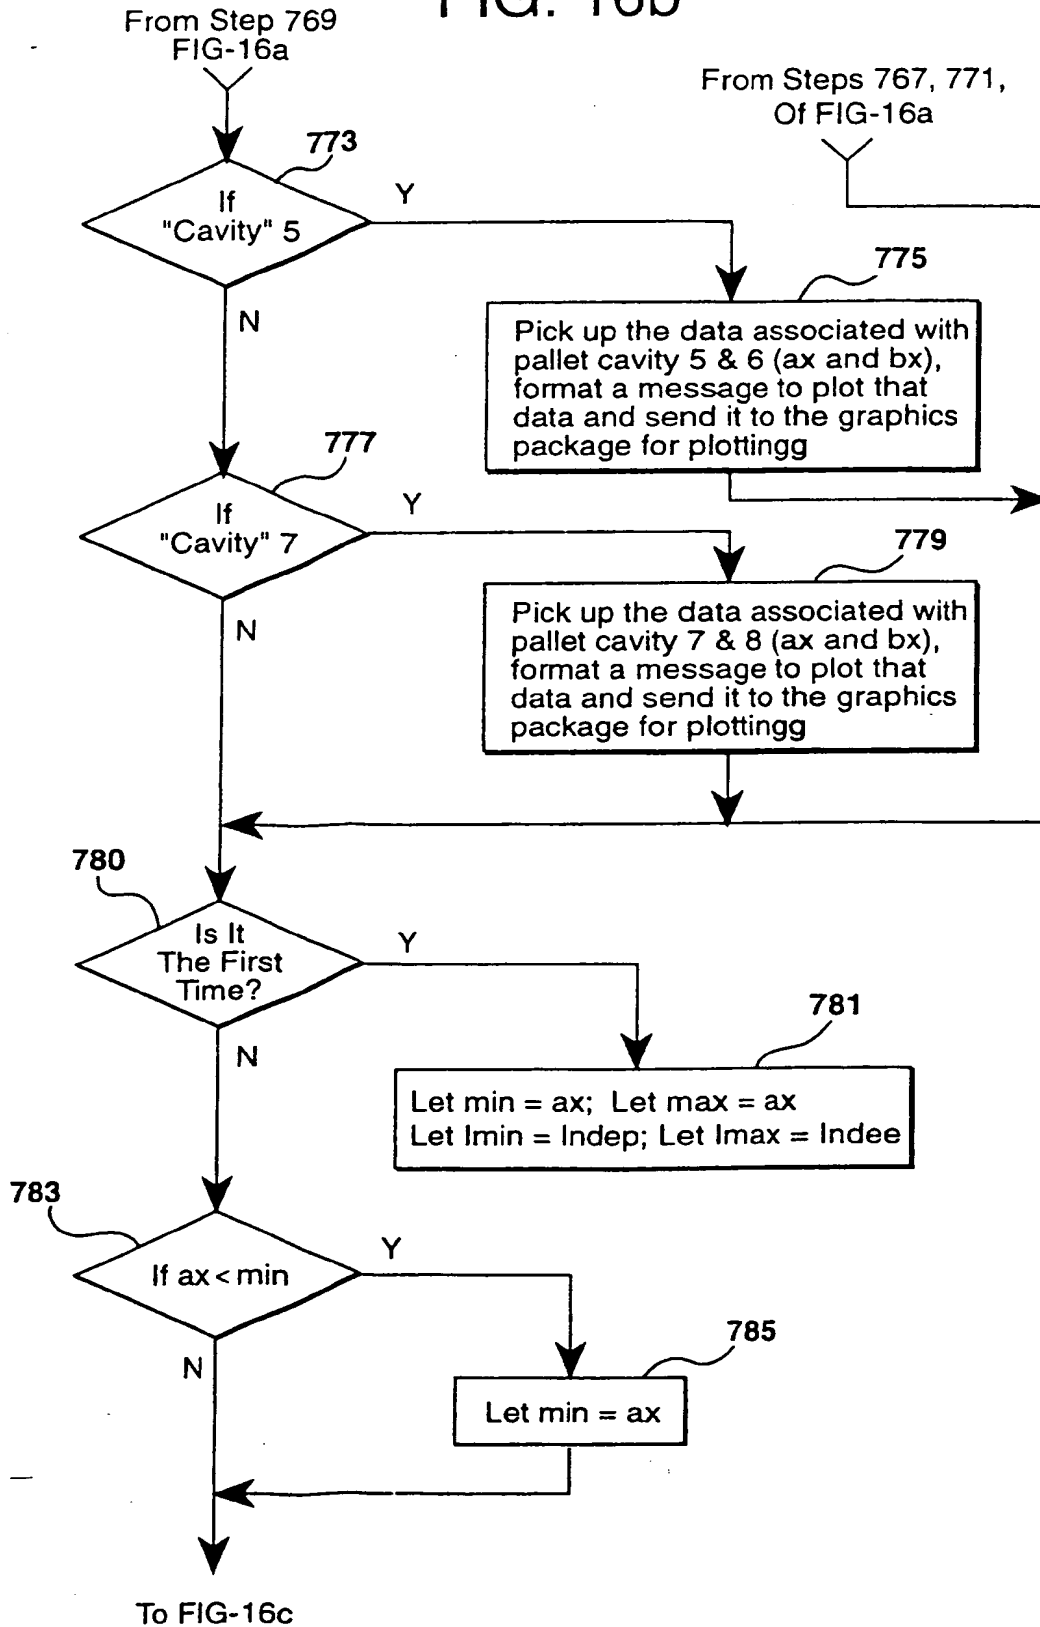 FIG. 16b
From Step 769
FIG-16a
From Steps 767, 771,
Of FIG-16a
773
If
"Cavity" 5
Y
N
775
Pick up the data associated with
pallet cavity 5 & 6 (ax and bx),
format a message to plot that
data and send it to the graphics
package for plottingg
777
If
"Cavity" 7
Y
N
779
Pick up the data associated with
pallet cavity 7 & 8 (ax and bx),
format a message to plot that
data and send it to the graphics
package for plottingg
780
Is It
The First
Time?
Y
N
781
Let min = ax; Let max = ax
Let Imin = Indep; Let Imax = Indee
783
If ax < min
Y
N
785
Let min = ax
To FIG-16c